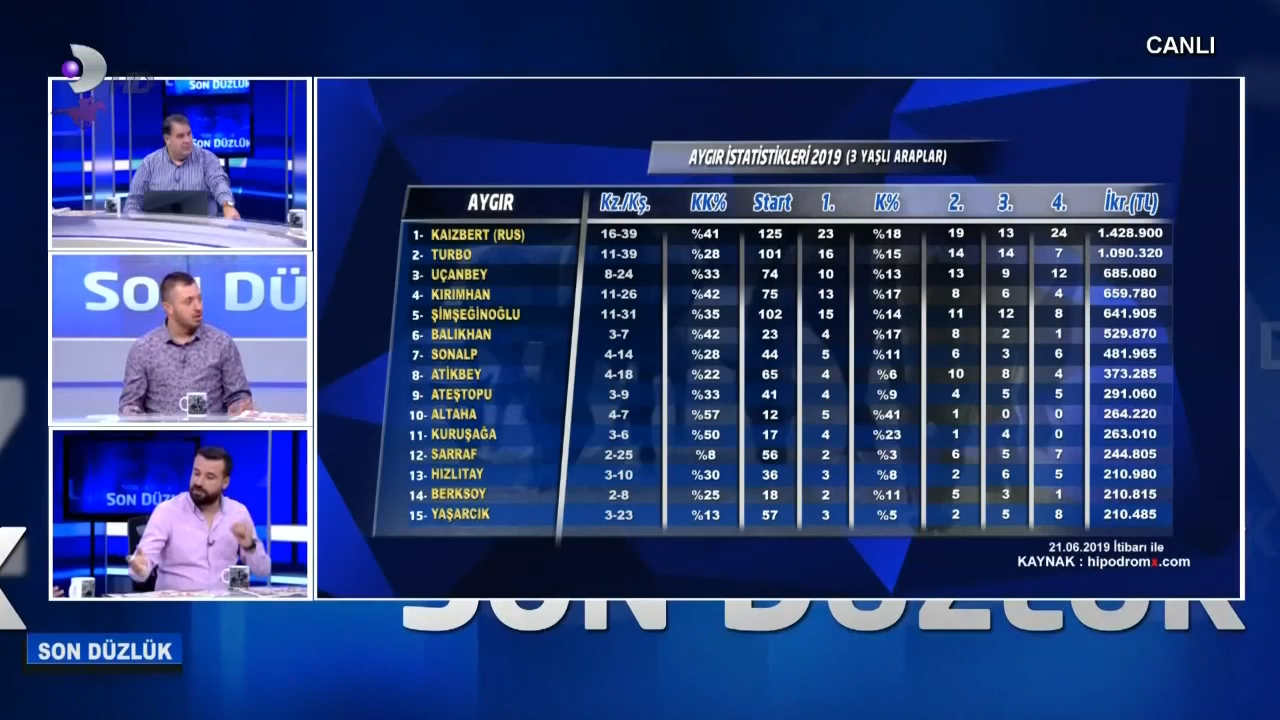 CANLI
HD
SON DÜZLÜK
SON DÜZLÜK
SON DÜ
SON DÜZ
AYGIR İSTATİSTİKLERİ 2019 (3 YAŞLI ARAPLAR)
AYGIR Kz./Kş. KK% Start 1. K% 2. 3. 4. İkr.(TL)
1- KAIZBERT (RUS) 16-39 %41 125 23 %18 19 13 24 1.428.900
2- TURBO 11-39 %28 101 16 %15 14 14 7 1.090.320
3- UÇANBEY 8-24 %33 74 10 %13 13 9 12 685.080
4- KIRIMHAN 11-26 %42 75 13 %17 8 6 4 659.780
5- ŞİMŞEĞİNOĞLU 11-31 %35 102 15 %14 11 12 8 641.905
6- BALIKHAN 3-7 %42 23 4 %17 8 2 1 529.870
7- SONALP 4-14 %28 44 5 %11 6 3 6 481.965
8- ATİKBEY 4-18 %22 65 4 %6 10 8 4 373.285
9- ATEŞTOPU 3-9 %33 41 4 %9 4 5 5 291.060
10- ALTAHA 4-7 %57 12 5 %41 1 0 0 264.220
11- KURUŞAĞA 3-6 %50 17 4 %23 1 4 0 263.010
12- SARRAF 2-25 %8 56 2 %3 6 5 7 244.805
13- HIZLITAY 3-10 %30 36 3 %8 2 6 5 210.980
14- BERKSOY 2-8 %25 18 2 %11 5 3 1 210.815
15- YAŞARCIK 3-23 %13 57 3 %5 2 5 8 210.485
21.06.2019 İtibarı ile
KAYNAK : hipodromx.com
SON DÜZLÜK
SON DÜZLÜK